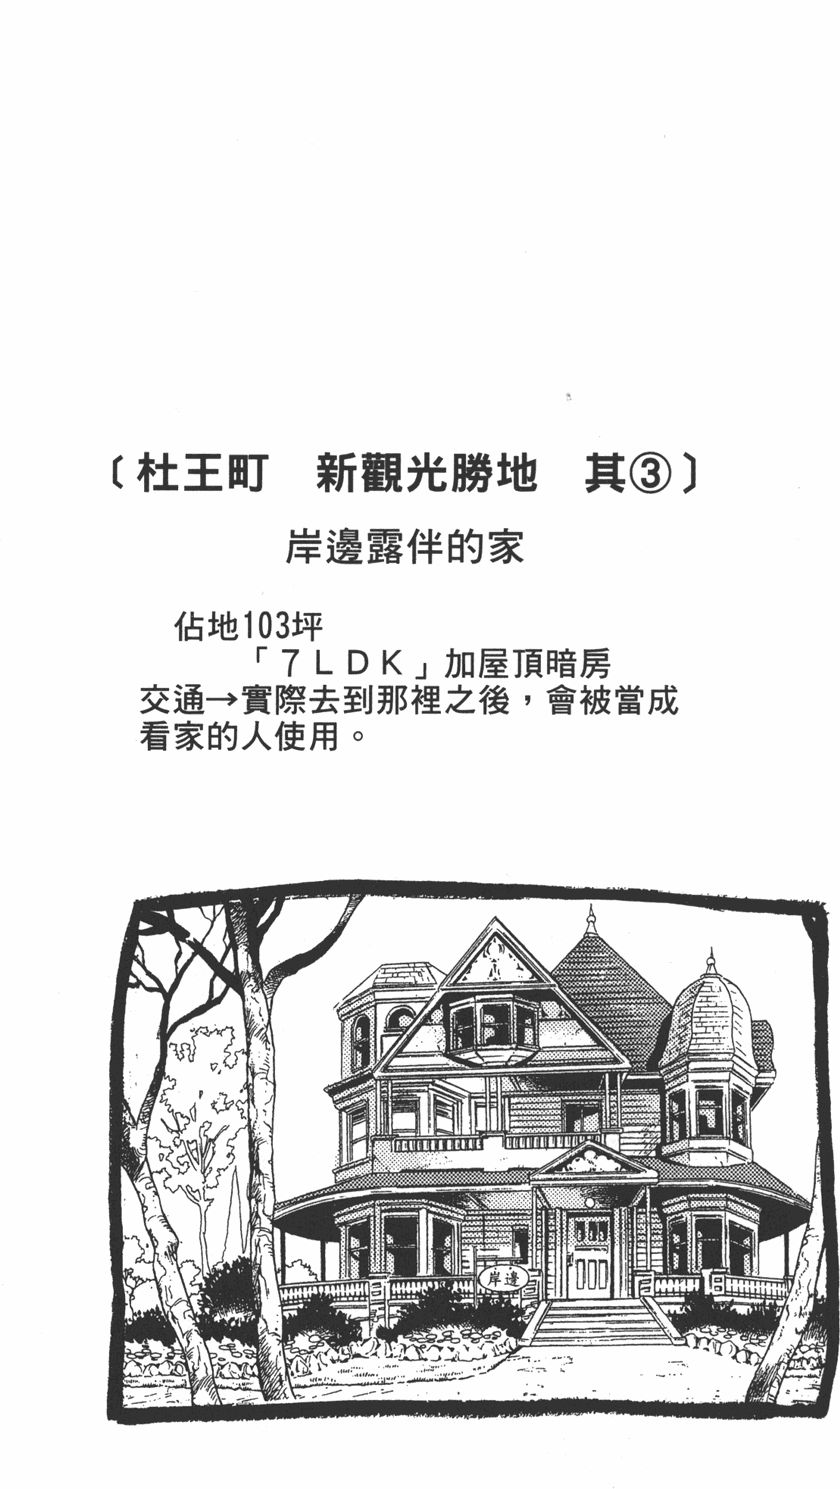 〔杜王町　新觀光勝地　其③〕
岸邊露伴的家
佔地103坪
「７ＬＤＫ」加屋頂暗房
交通→實際去到那裡之後，會被當成
看家的人使用。
岸邊